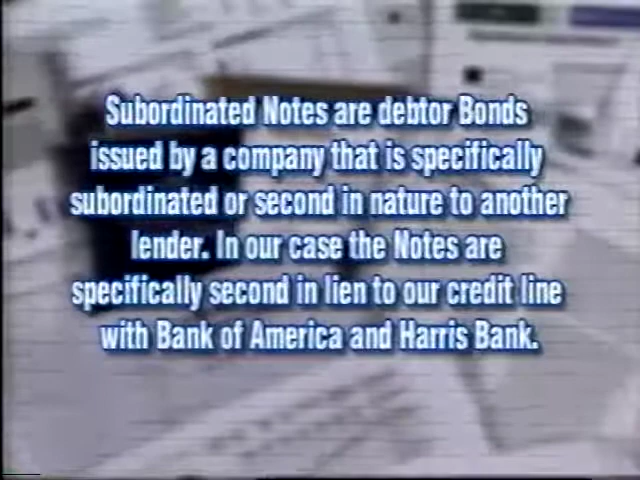 Subordinated Notes are debtor Bonds
issued by a company that is specifically
subordinated or second in nature to another
lender. In our case the Notes are
specifically second in lien to our credit line
with Bank of America and Harris Bank.